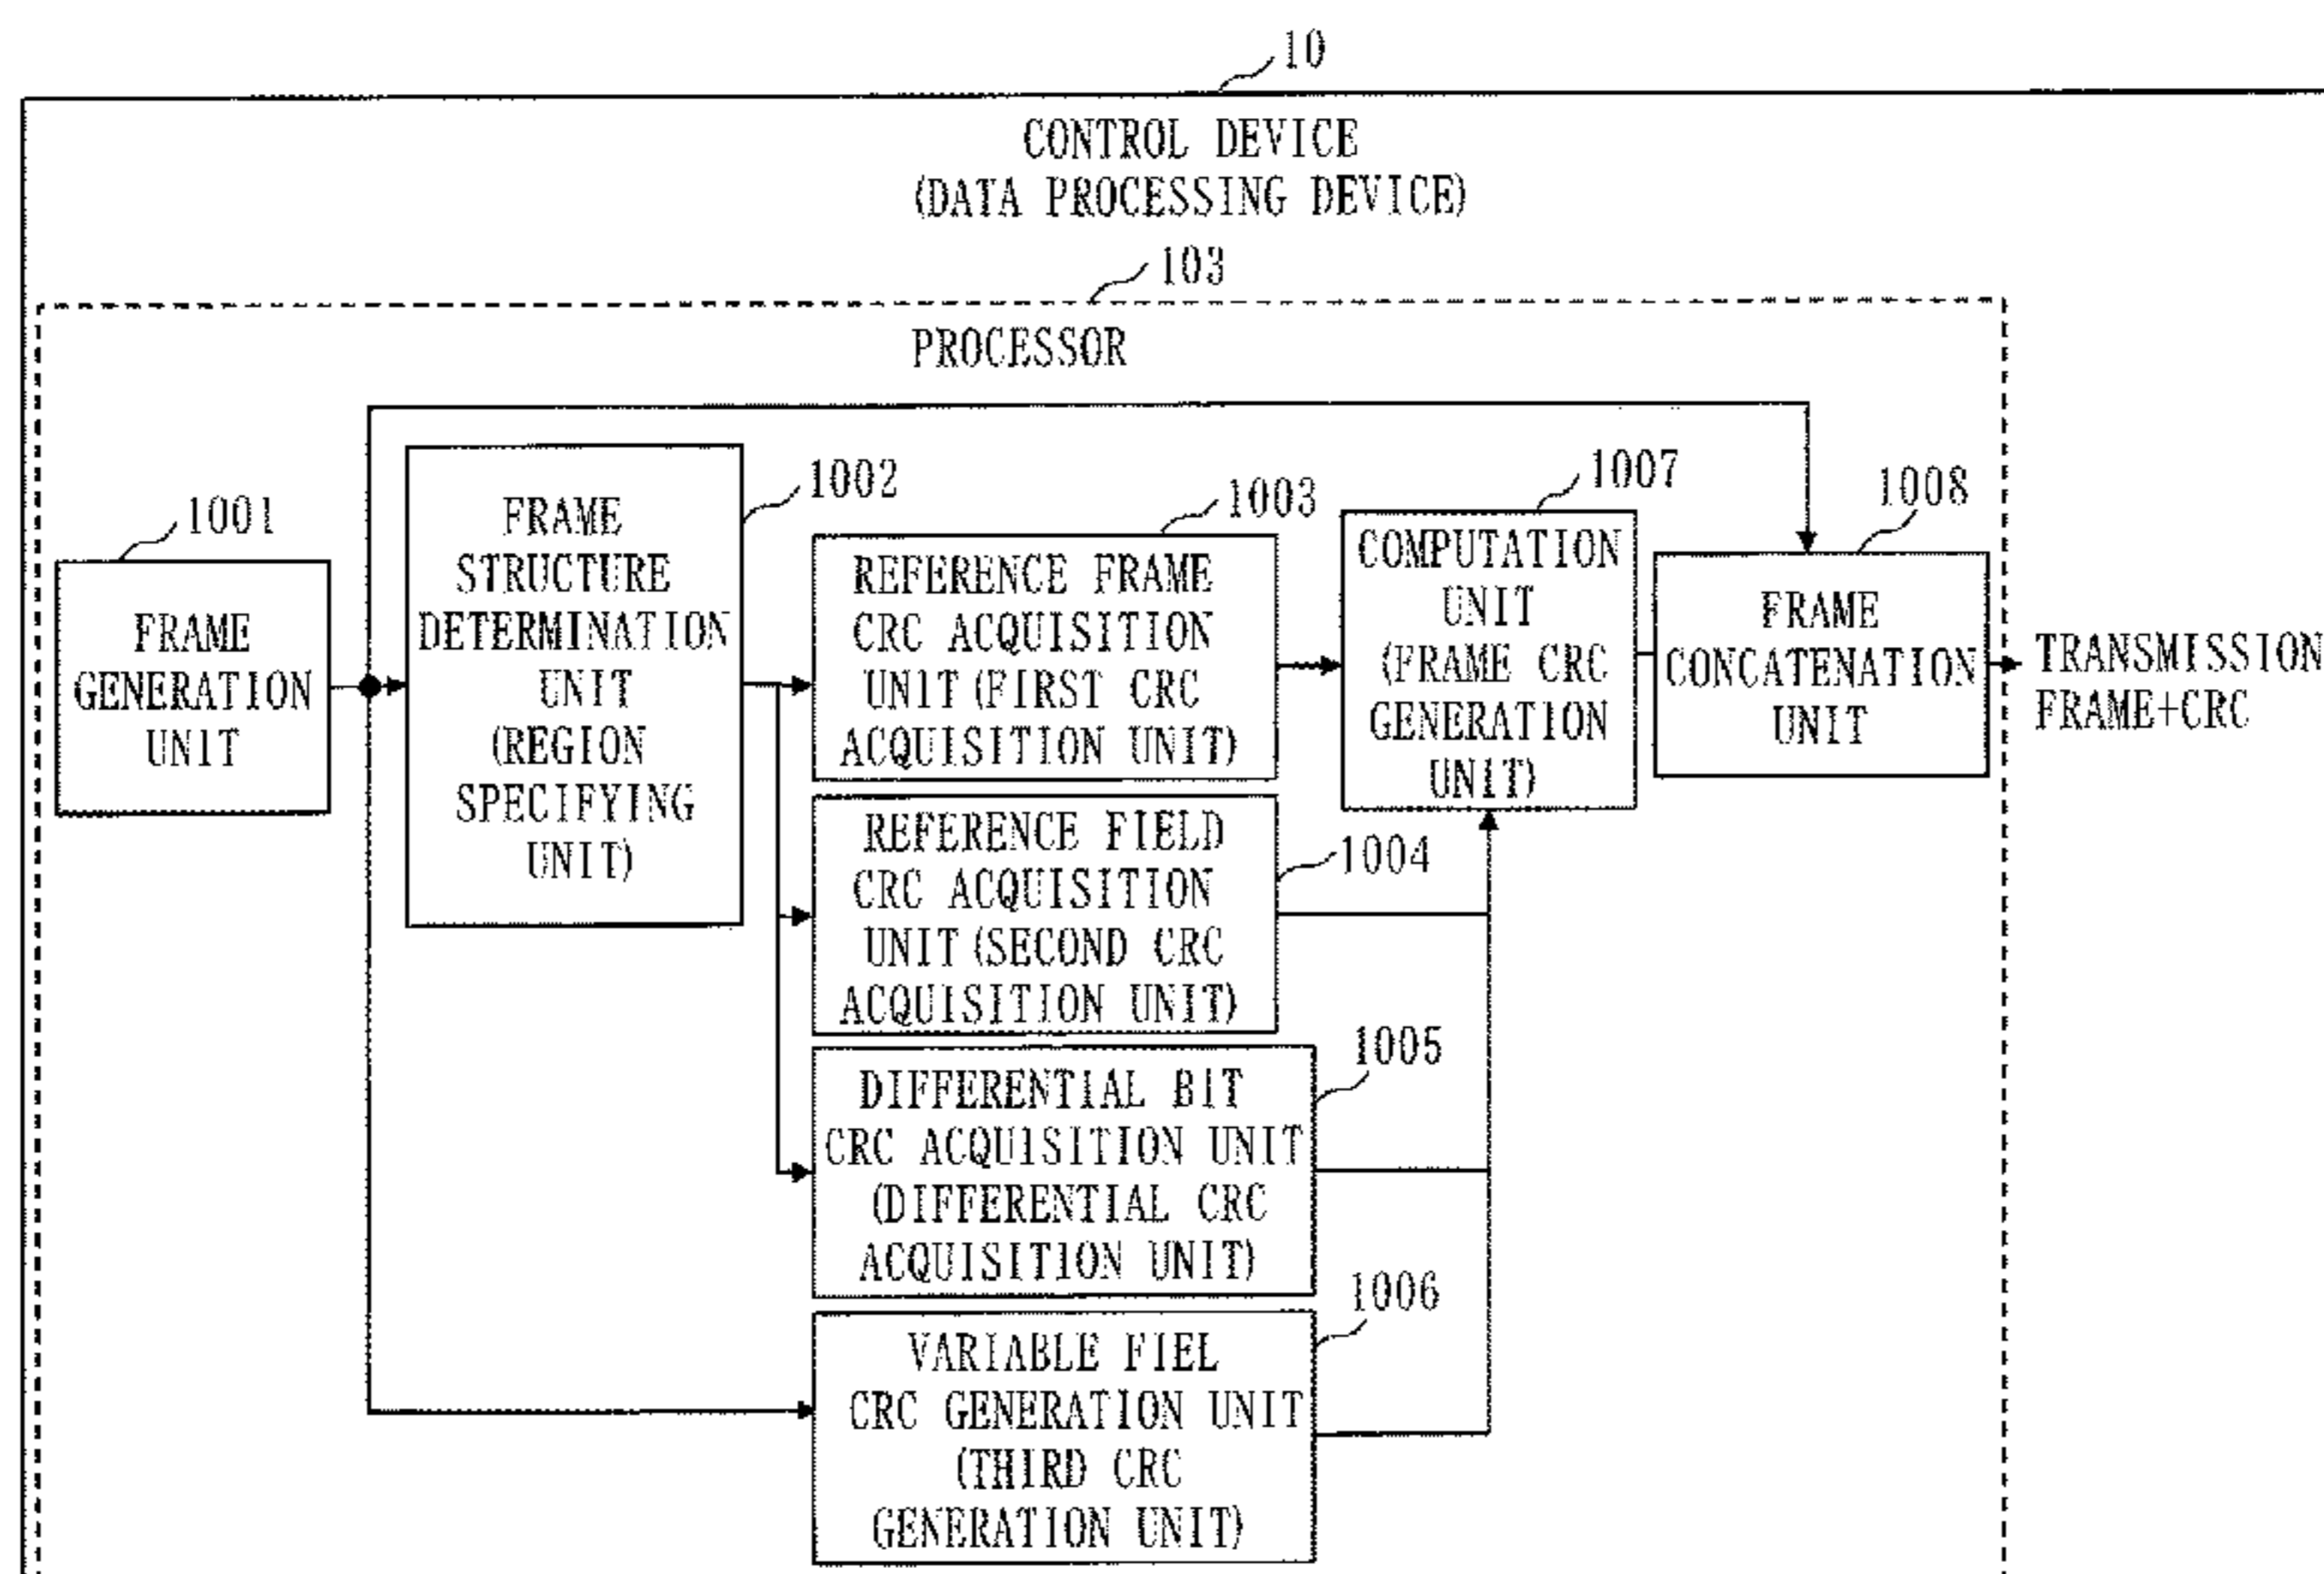 10
CONTROL DEVICE
(DATA PROCESSING DEVICE)
103
PROCESSOR
1001
FRAME
GENERATION
UNIT
1002
FRAME
STRUCTURE
DETERMINATION
UNIT
(REGION
SPECIFYING
UNIT)
1003
REFERENCE FRAME
CRC ACQUISITION
UNIT (FIRST CRC
ACQUISITION UNIT)
1004
REFERENCE FIELD
CRC ACQUISITION
UNIT (SECOND CRC
ACQUISITION UNIT)
1005
DIFFERENTIAL BIT
CRC ACQUISITION UNIT
(DIFFERENTIAL CRC
ACQUISITION UNIT)
1006
VARIABLE FIEL
CRC GENERATION UNIT
(THIRD CRC
GENERATION UNIT)
1007
COMPUTATION
UNIT
(FRAME CRC
GENERATION
UNIT)
1008
FRAME
CONCATENATION
UNIT
TRANSMISSION
FRAME+CRC